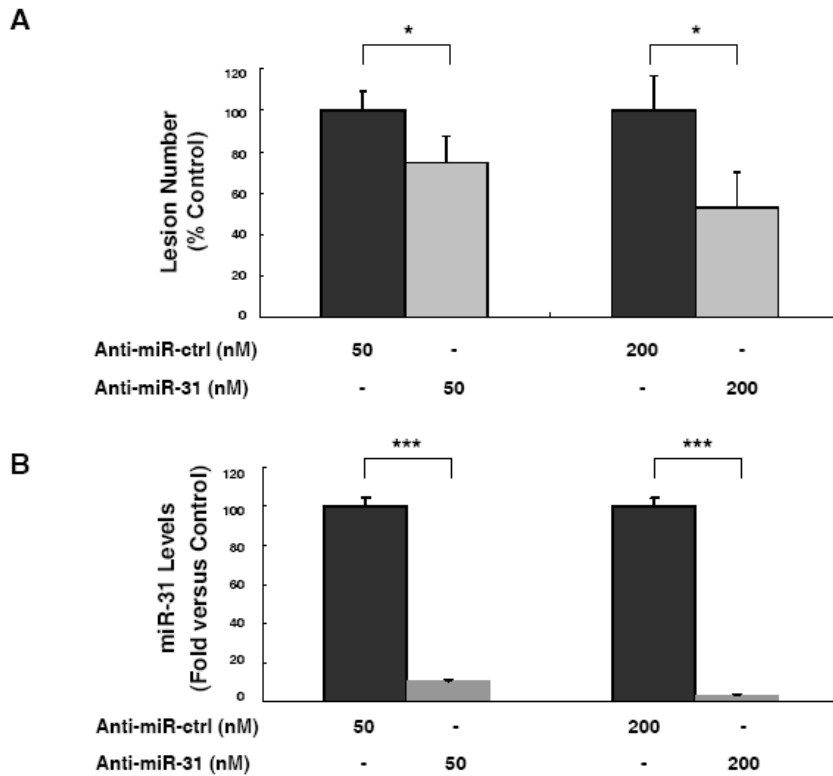 A
* *
Lesion Number
(% Control)
120
100
80
60
40
20
0
Anti-miR-ctrl (nM) 50 - 200 -
Anti-miR-31 (nM) - 50 - 200
B
*** ***
miR-31 Levels
(Fold versus Control)
120
100
80
60
40
20
0
Anti-miR-ctrl (nM) 50 - 200 -
Anti-miR-31 (nM) - 50 - 200